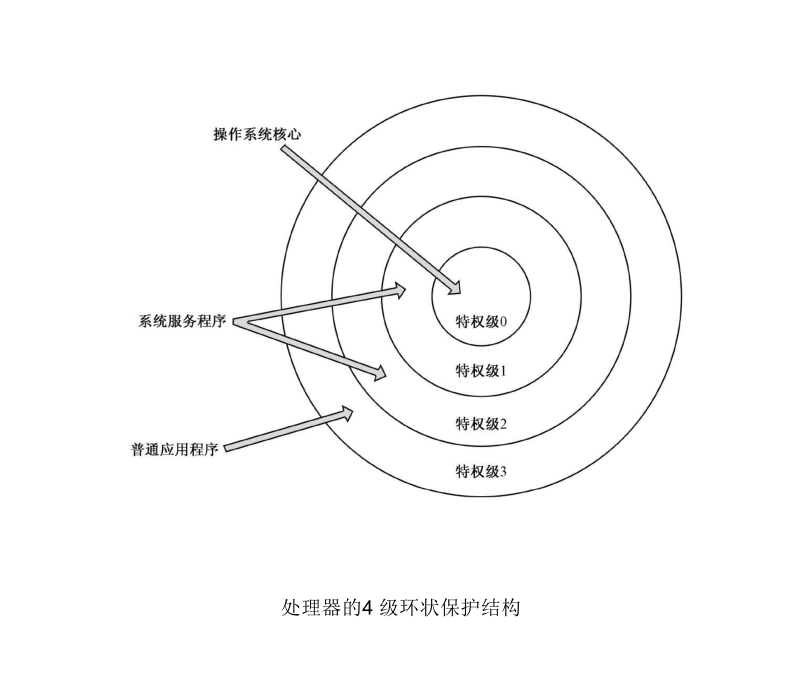 操作系统核心
系统服务程序
普通应用程序
特权级0
特权级1
特权级2
特权级3
处理器的4 级环状保护结构